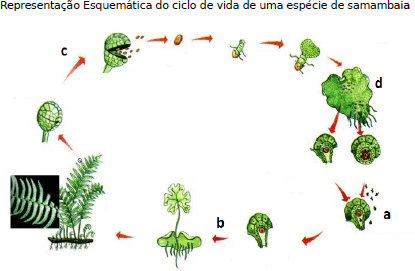 Representação Esquemática do ciclo de vida de uma espécie de samambaia
c
d
a
b